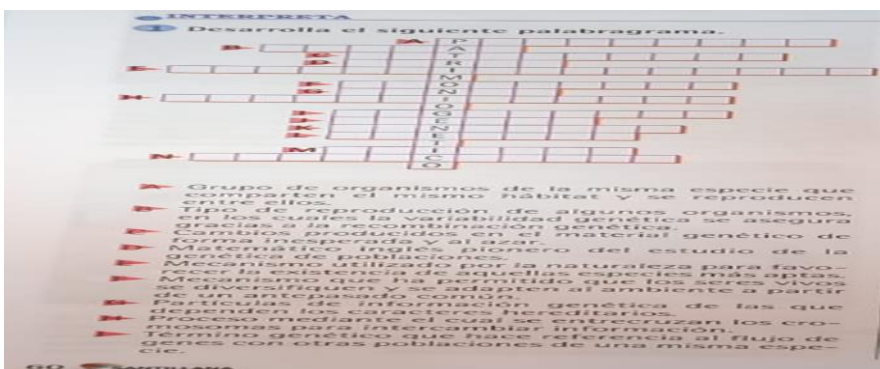 INTERPRETA
1 Desarrolla el siguiente palabragrama.
A P
B A
C T
D R
E I
M
F O
G N
H I
O
I G
J E
K N
L E
M T
I
N C
O
A Grupo de organismos de la misma especie que
comparten el mismo hábitat y se reproducen
entre ellos.
Tipo de reproducción de algunos organismos,
en los cuales la variabilidad genética se asegura
gracias a la recombinación genética.
Cambios producidos en el material genético de
forma inesperada y al azar.
D Matemático inglés pionero del estudio de la
genética de poblaciones.
Mecanismo utilizado por la naturaleza para favo-
recer la existencia de aquellas especies más aptas.
Mecanismo que ha permitido que los seres vivos
se diversifiquen y se adapten al ambiente a partir
de un antepasado común.
G Partículas de información genética de las que
dependen los caracteres hereditarios.
H Proceso mediante el cual se entrecruzan los cro-
mosomas para intercambiar información.
Término genético que hace referencia al flujo de
genes con otras poblaciones de una misma espe-
cie.
60 SANTILLANA